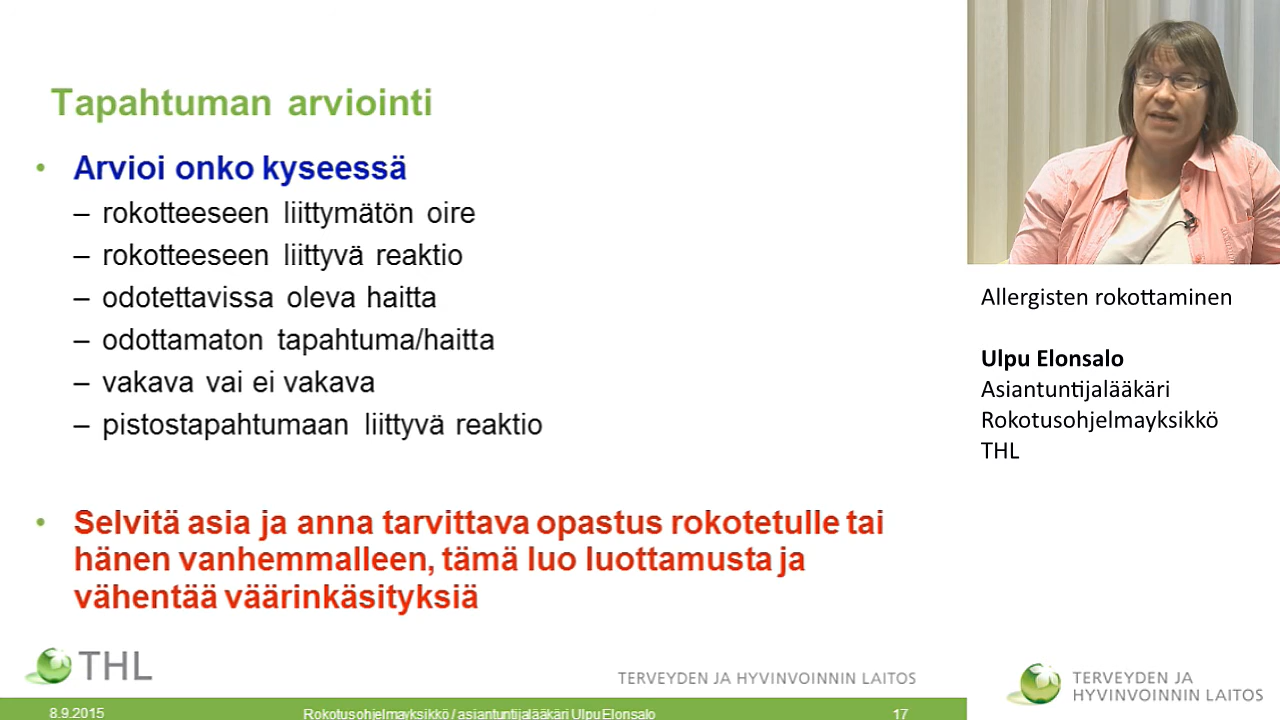 Tapahtuman arviointi
• Arvioi onko kyseessä
– rokotteeseen liittymätön oire
– rokotteeseen liittyvä reaktio
– odotettavissa oleva haitta
– odottamaton tapahtuma/haitta
– vakava vai ei vakava
– pistostapahtumaan liittyvä reaktio
• Selvitä asia ja anna tarvittava opastus rokotetulle tai
hänen vanhemmalleen, tämä luo luottamusta ja
vähentää väärinkäsityksiä
THL
TERVEYDEN JA HYVINVOINNIN LAITOS
8.9.2015
Rokotusohjelmayksikkö / asiantuntijalääkäri Ulpu Elonsalo
17
Allergisten rokottaminen
Ulpu Elonsalo
Asiantuntijalääkäri
Rokotusohjelmayksikkö
THL
TERVEYDEN JA
HYVINVOINNIN LAITOS